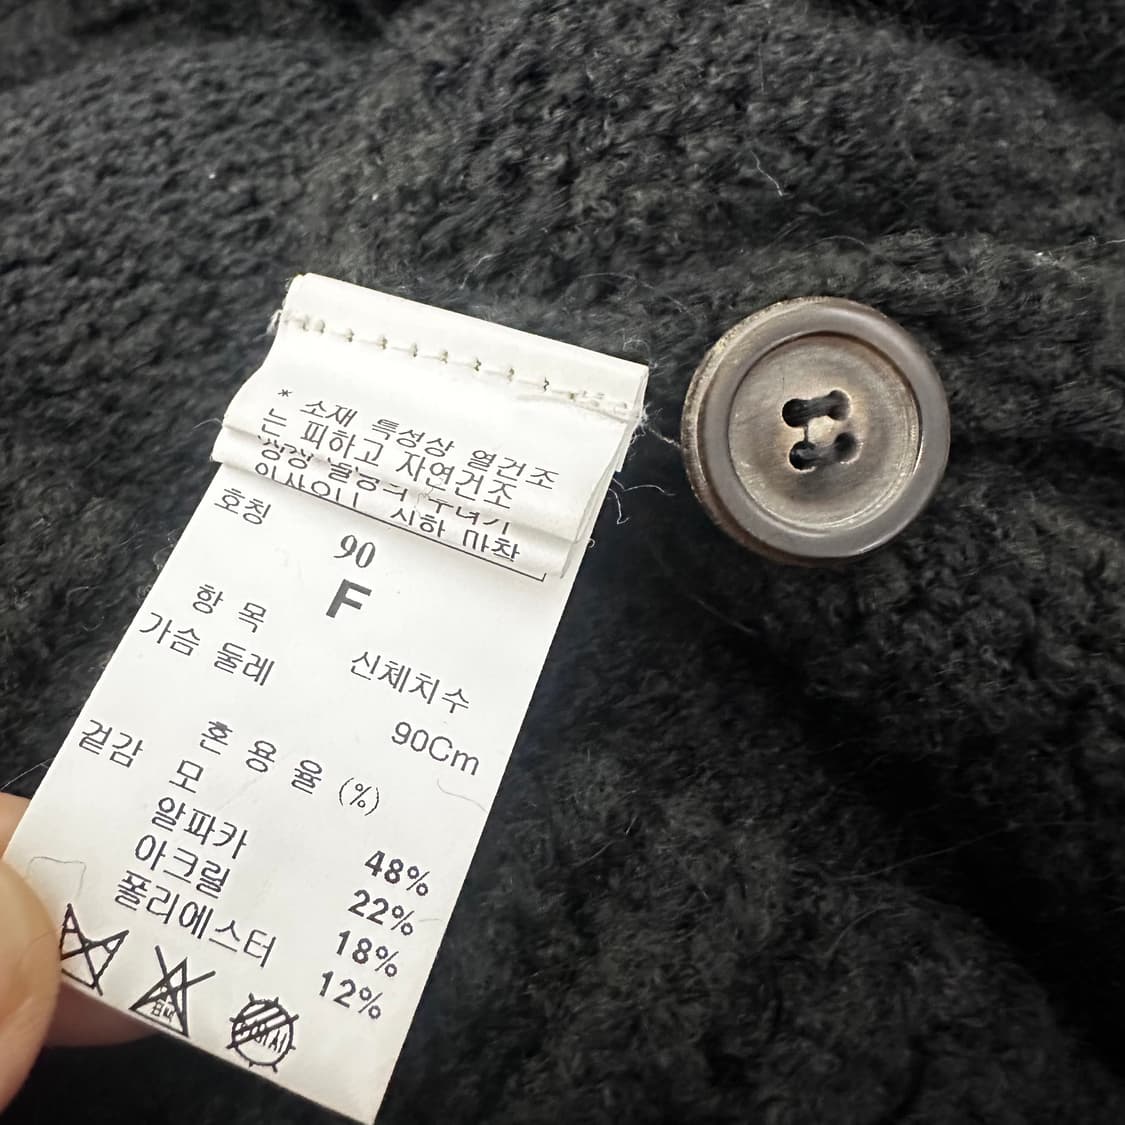 * 소재 특성상 열건조
는 피하고 자연건조
호칭
90
F
항 목
신체치수
가슴 둘레
90Cm
혼 용 율 (%)
겉감
모 48%
알파카 22%
아크릴 18%
폴리에스터 12%